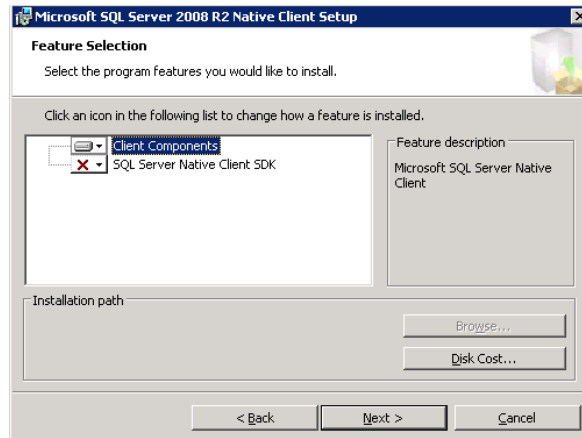 Microsoft SQL Server 2008 R2 Native Client Setup
Feature Selection
Select the program features you would like to install.
Click an icon in the following list to change how a feature is installed.
Client Components
SQL Server Native Client SDK
Feature description
Microsoft SQL Server Native
Client
Installation path
Browse...
Disk Cost...
< Back
Next >
Cancel